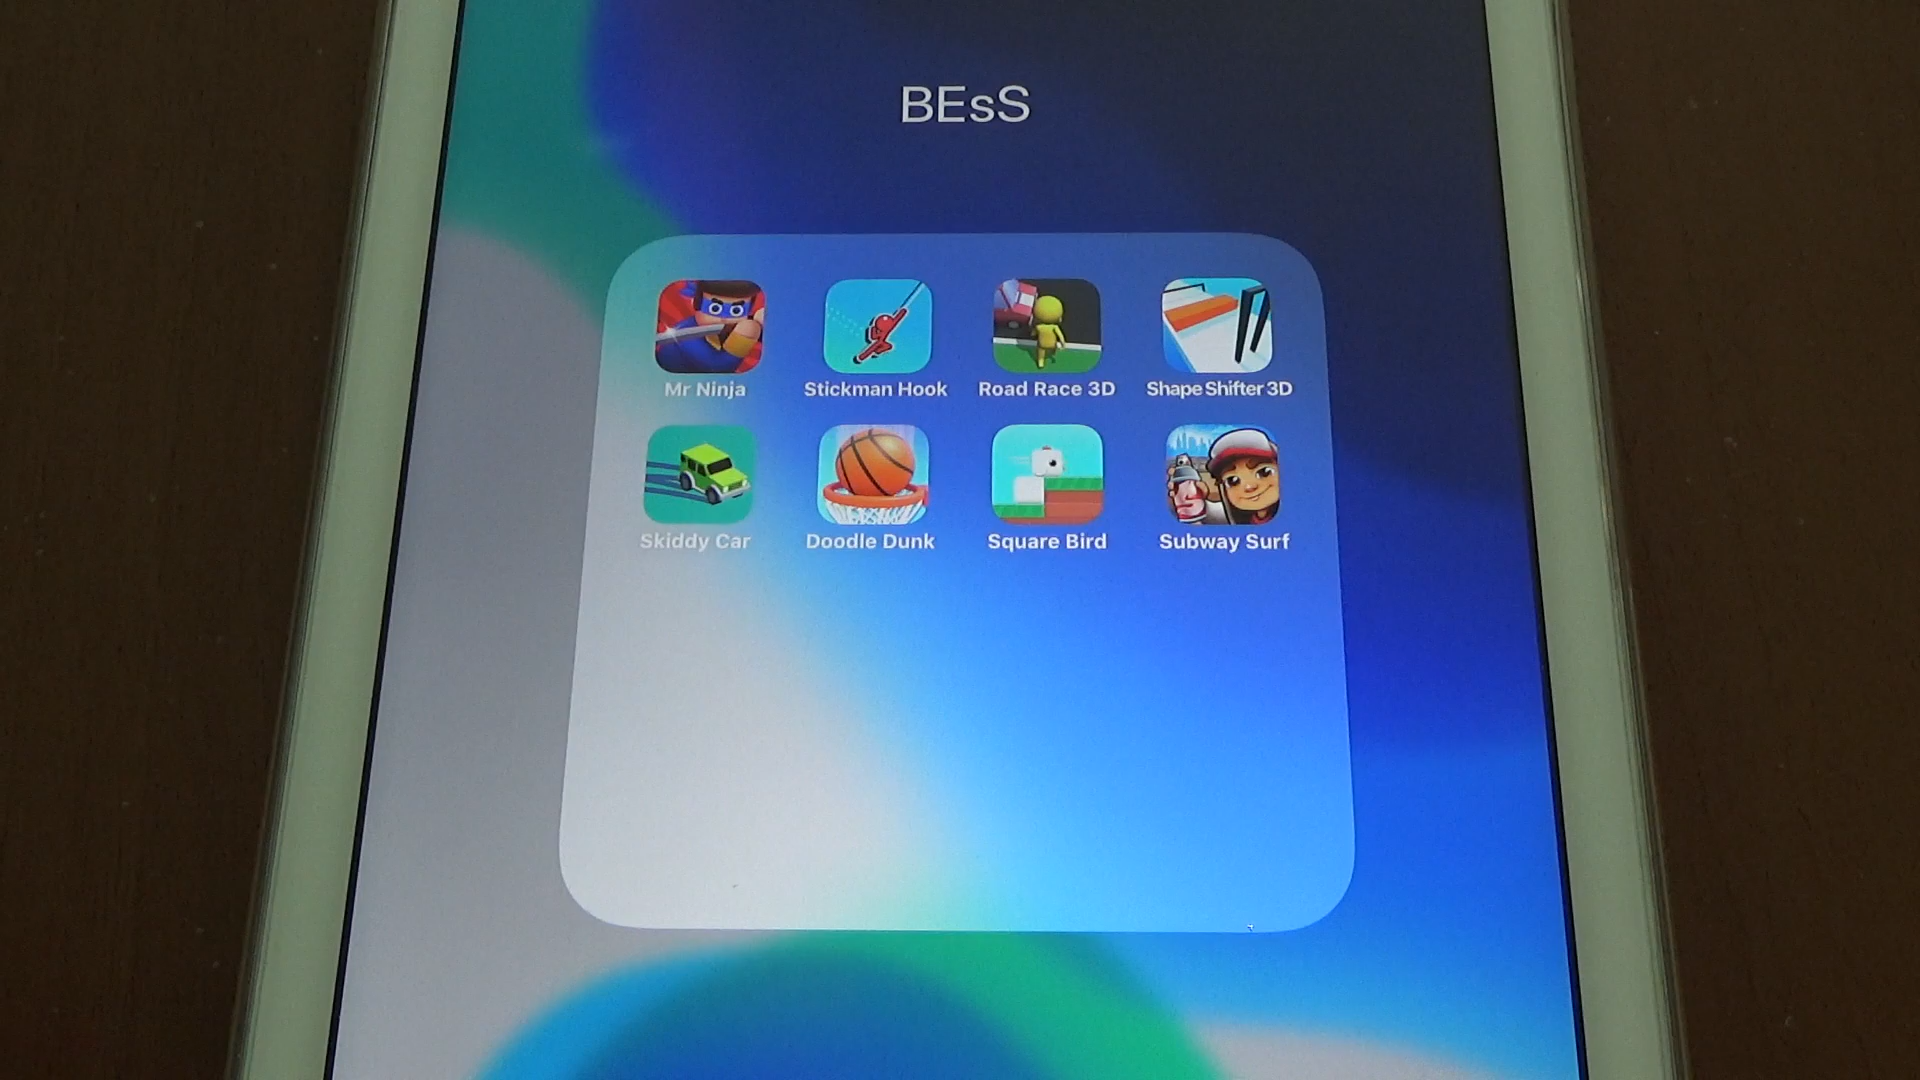 BEsS
Mr Ninja
Stickman Hook
Road Race 3D
Shape Shifter 3D
Skiddy Car
Doodle Dunk
Square Bird
Subway Surf